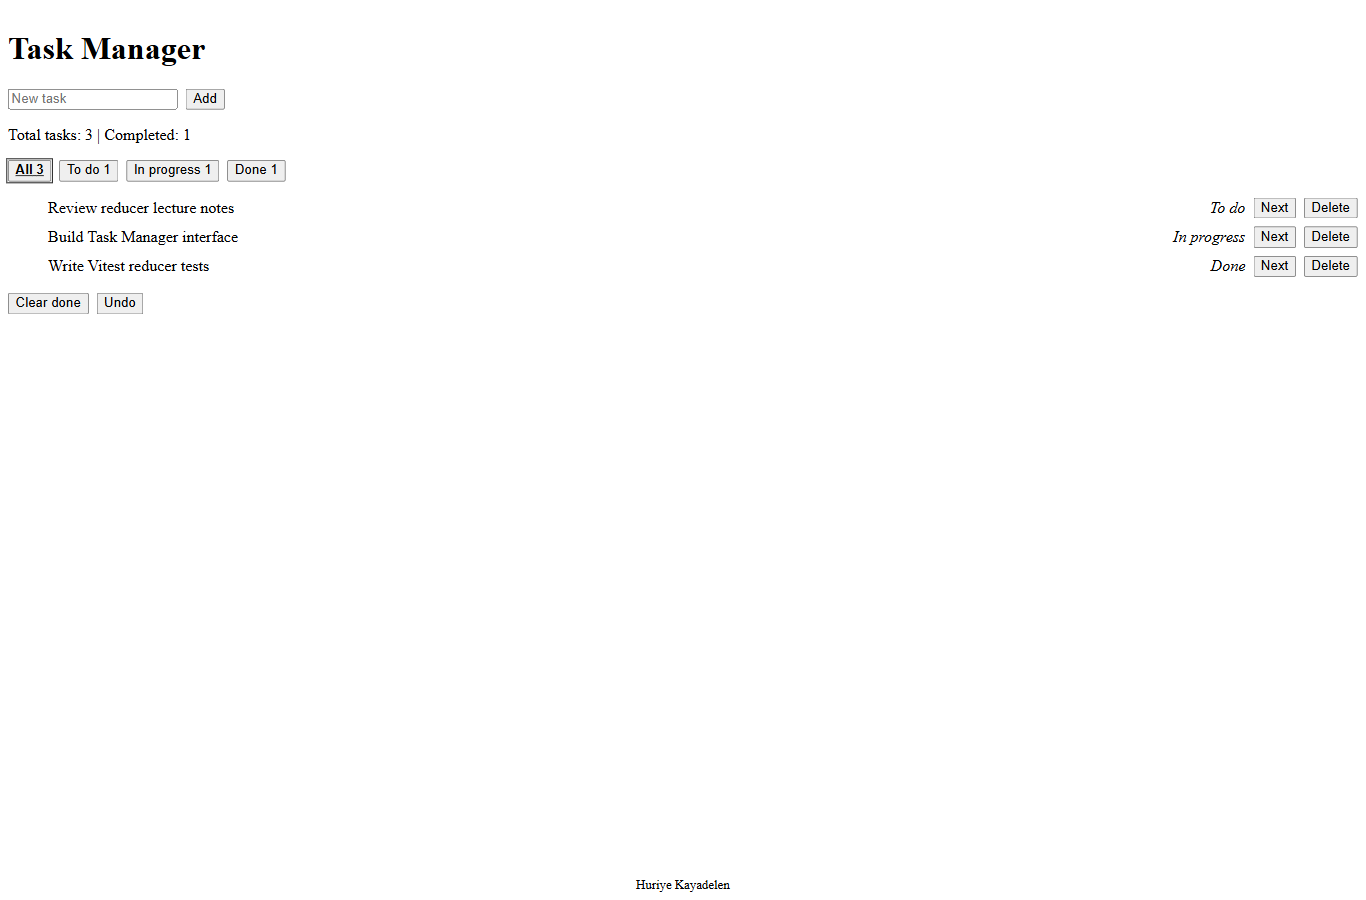 Task Manager
New task Add
Total tasks: 3 | Completed: 1
All 3 To do 1 In progress 1 Done 1
Review reducer lecture notes To do Next Delete
Build Task Manager interface In progress Next Delete
Write Vitest reducer tests Done Next Delete
Clear done Undo
Huriye Kayadelen